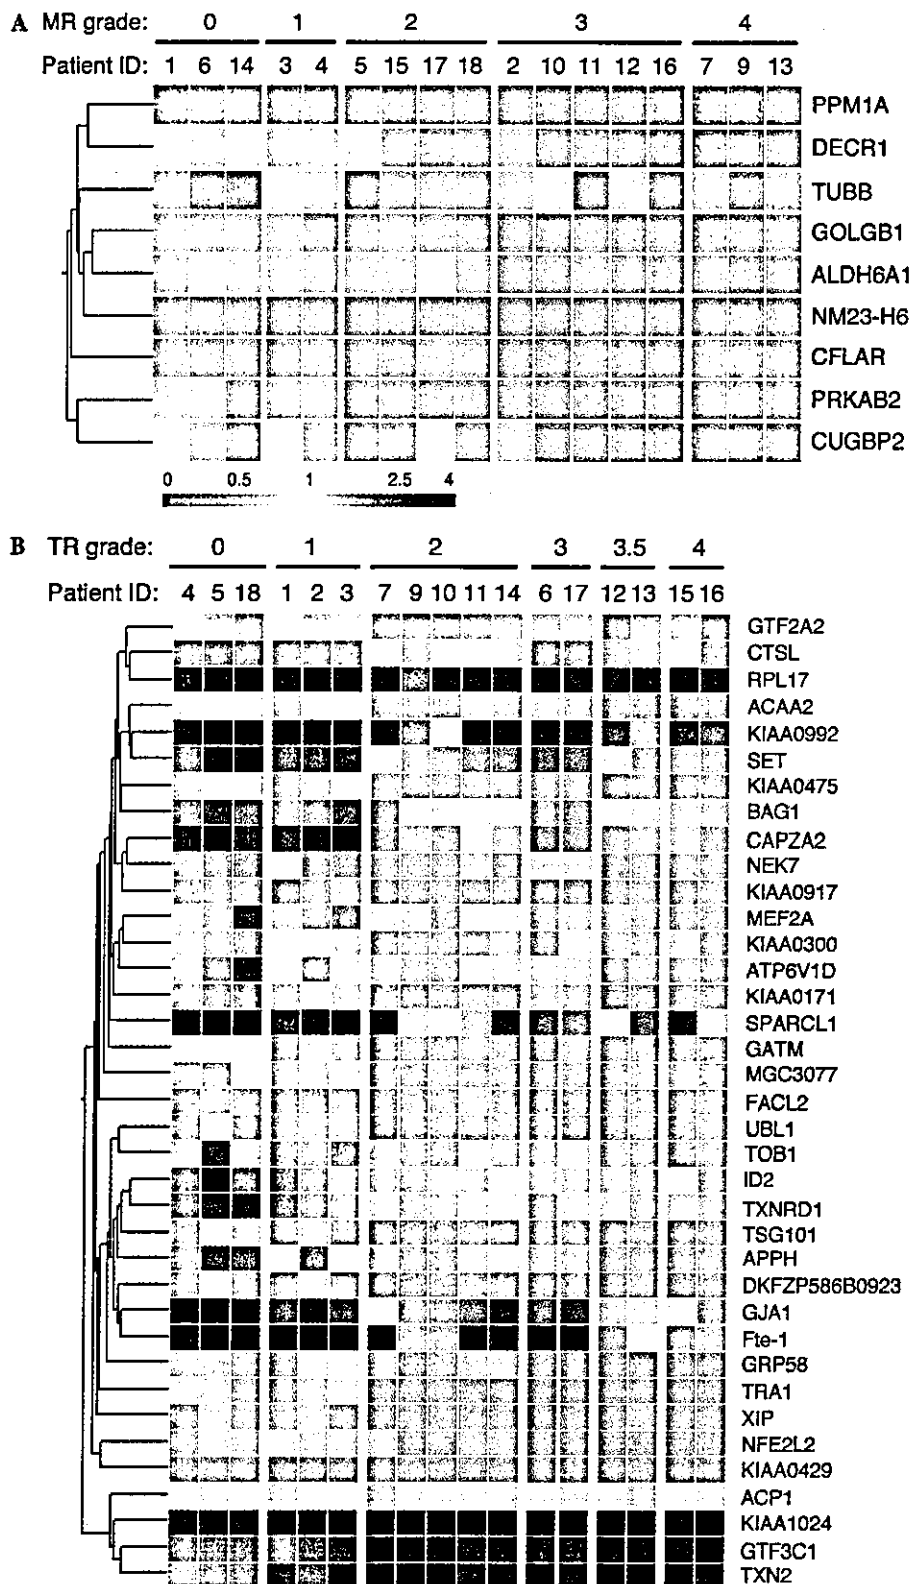 A MR grade: 0 1 2 3 4
Patient ID: 1 6 14 3 4 5 15 17 18 2 10 11 12 16 7 9 13
PPM1A
DECR1
TUBB
GOLGB1
ALDH6A1
NM23-H6
CFLAR
PRKAB2
CUGBP2
0 0.5 1 2.5 4
B TR grade: 0 1 2 3 3.5 4
Patient ID: 4 5 18 1 2 3 7 9 10 11 14 6 17 12 13 15 16
GTF2A2
CTSL
RPL17
ACAA2
KIAA0992
SET
KIAA0475
BAG1
CAPZA2
NEK7
KIAA0917
MEF2A
KIAA0300
ATP6V1D
KIAA0171
SPARCL1
GATM
MGC3077
FACL2
UBL1
TOB1
ID2
TXNRD1
TSG101
APPH
DKFZP586B0923
GJA1
Fte-1
GRP58
TRA1
XIP
NFE2L2
KIAA0429
ACP1
KIAA1024
GTF3C1
TXN2